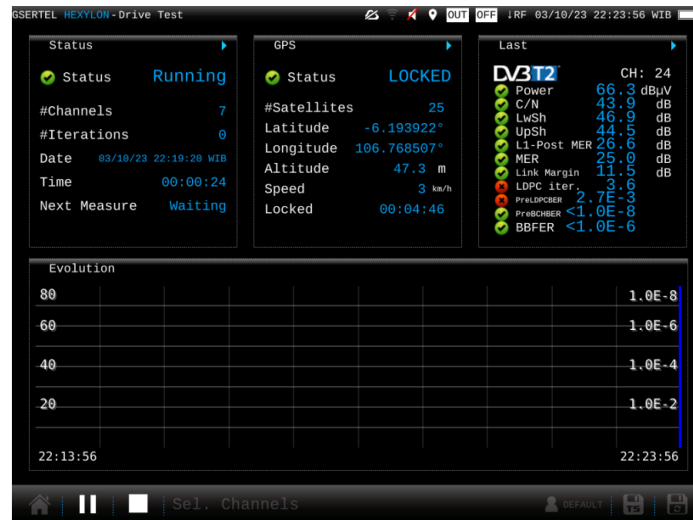 GSERTEL HEXYLON-Drive Test OUT OFF ↓RF 03/10/23 22:23:56 WIB
Status
Status Running
#Channels 7
#Iterations 0
Date 03/10/23 22:19:20 WIB
Time 00:00:24
Next Measure Waiting
GPS
Status LOCKED
#Satellites 25
Latitude -6.193922°
Longitude 106.768507°
Altitude 47.3 m
Speed 3 km/h
Locked 00:04:46
Last
DVB T2 CH: 24
Power 66.3 dBµV
C/N 43.9 dB
LwSh 46.9 dB
UpSh 44.5 dB
L1-Post MER 26.6 dB
MER 25.0 dB
Link Margin 11.5 dB
LDPC iter. 3.6
PreLDPCBER 2.7E-3
PreBCHBER <1.0E-8
BBFER <1.0E-6
Evolution
80 1.0E-8
60 1.0E-6
40 1.0E-4
20 1.0E-2
22:13:56 22:23:56
Sel. Channels DEFAULT TS